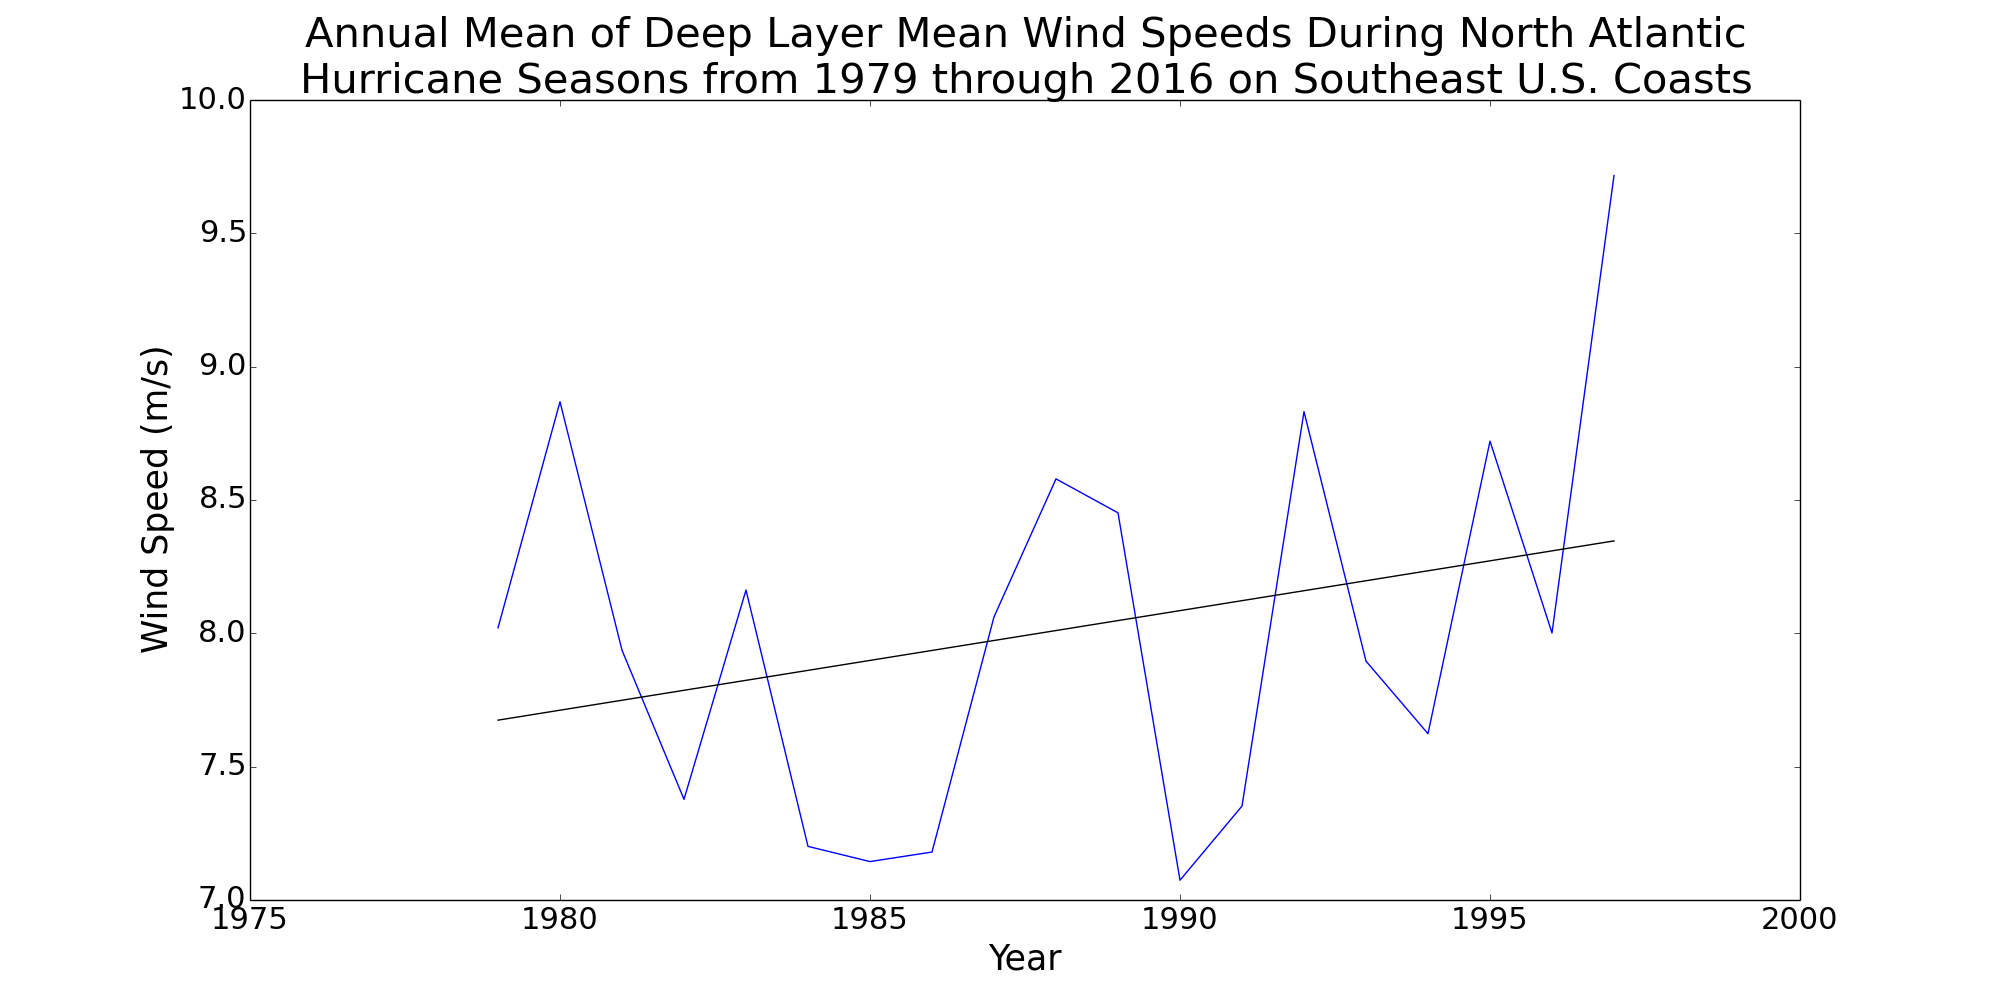 Annual Mean of Deep Layer Mean Wind Speeds During North Atlantic
Hurricane Seasons from 1979 through 2016 on Southeast U.S. Coasts
10.0
9.5
9.0
8.5
8.0
7.5
7.0
Wind Speed (m/s)
1975 1980 1985 1990 1995 2000
Year